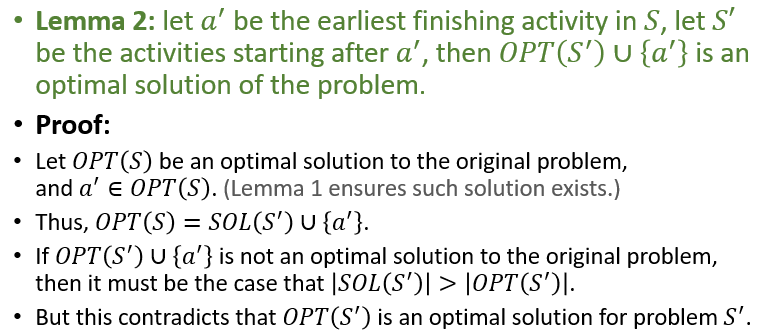 • Lemma 2: let a′ be the earliest finishing activity in S, let S′
be the activities starting after a′, then OPT(S′) ∪ {a′} is an
optimal solution of the problem.
• Proof:
• Let OPT(S) be an optimal solution to the original problem,
and a′ ∈ OPT(S). (Lemma 1 ensures such solution exists.)
• Thus, OPT(S) = SOL(S′) ∪ {a′}.
• If OPT(S′) ∪ {a′} is not an optimal solution to the original problem,
then it must be the case that |SOL(S′)| > |OPT(S′)|.
• But this contradicts that OPT(S′) is an optimal solution for problem S′.